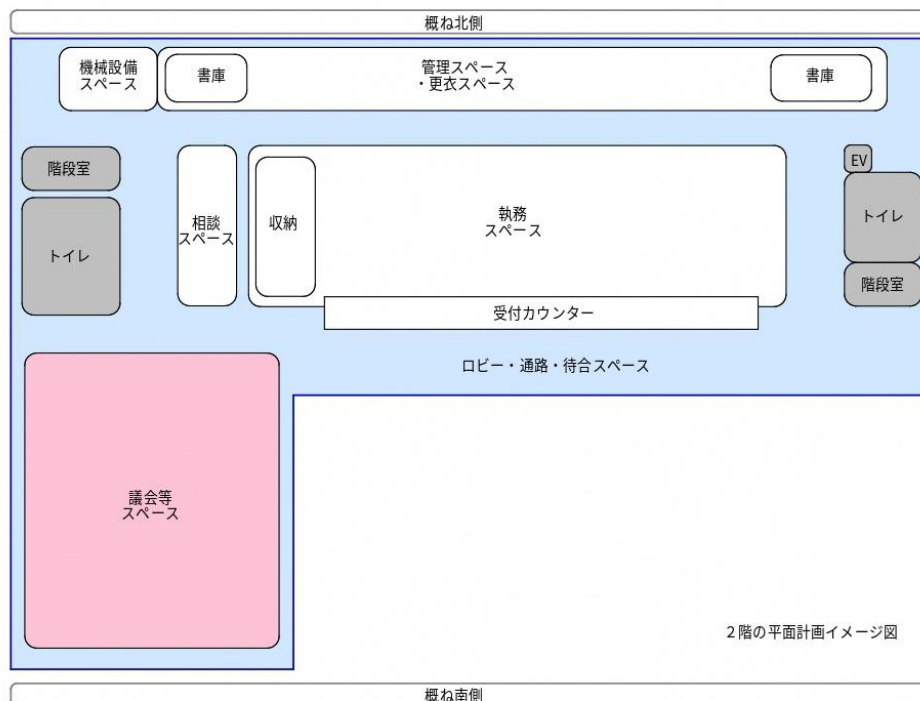 概ね北側
機械設備
スペース
書庫
管理スペース
・更衣スペース
書庫
階段室
トイレ
相談
スペース
収納
執務
スペース
EV
トイレ
階段室
受付カウンター
ロビー・通路・待合スペース
議会等
スペース
２階の平面計画イメージ図
概ね南側